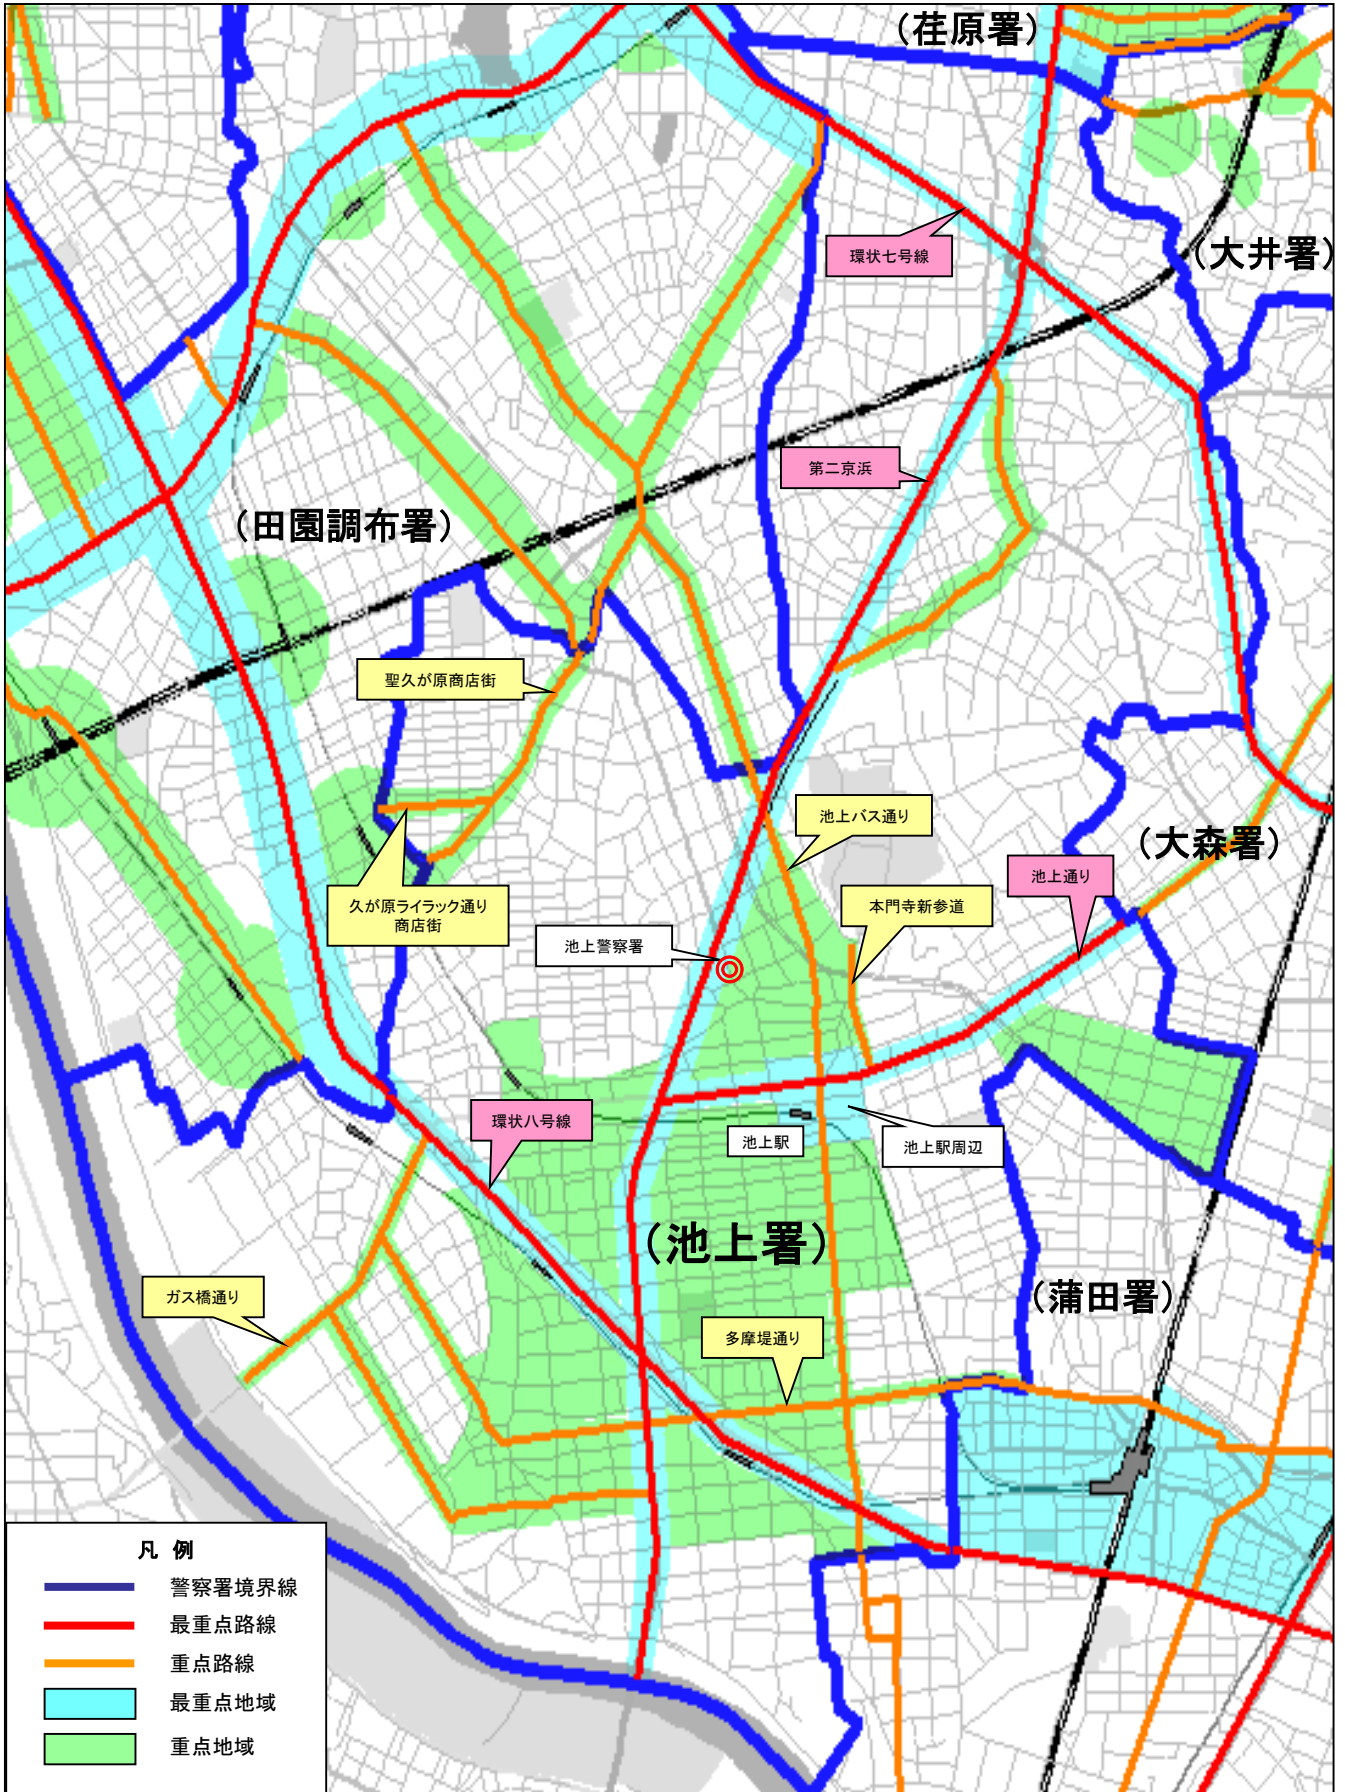 （荏原署）
（大井署）
環状七号線
第二京浜
（田園調布署）
聖久が原商店街
池上バス通り
（大森署）
池上通り
久が原ライラック通り
商店街
本門寺新参道
池上警察署
環状八号線
池上駅
池上駅周辺
（池上署）
ガス橋通り
（蒲田署）
多摩堤通り
凡 例
警察署境界線
最重点路線
重点路線
最重点地域
重点地域